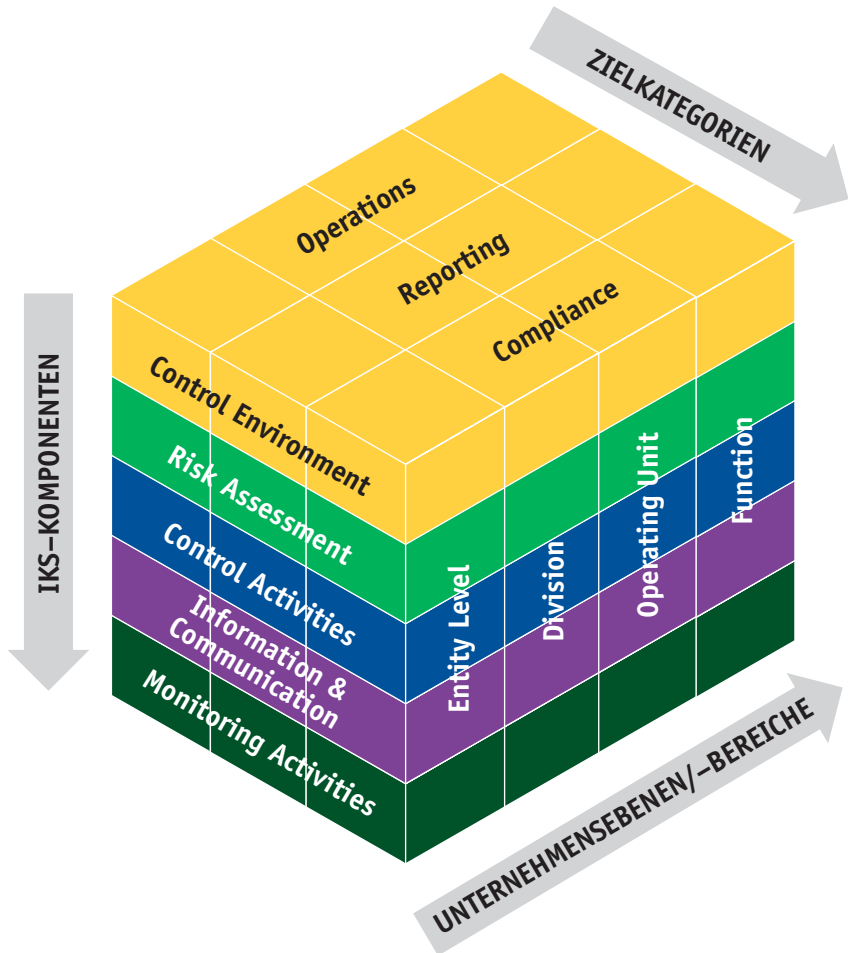 ZIELKATEGORIEN
Operations
Reporting
Compliance
IKS–KOMPONENTEN
Control Environment
Risk Assessment
Control Activities
Information &
Communication
Monitoring Activities
Entity Level
Division
Operating Unit
Function
UNTERNEHMENSEBENEN/–BEREICHE